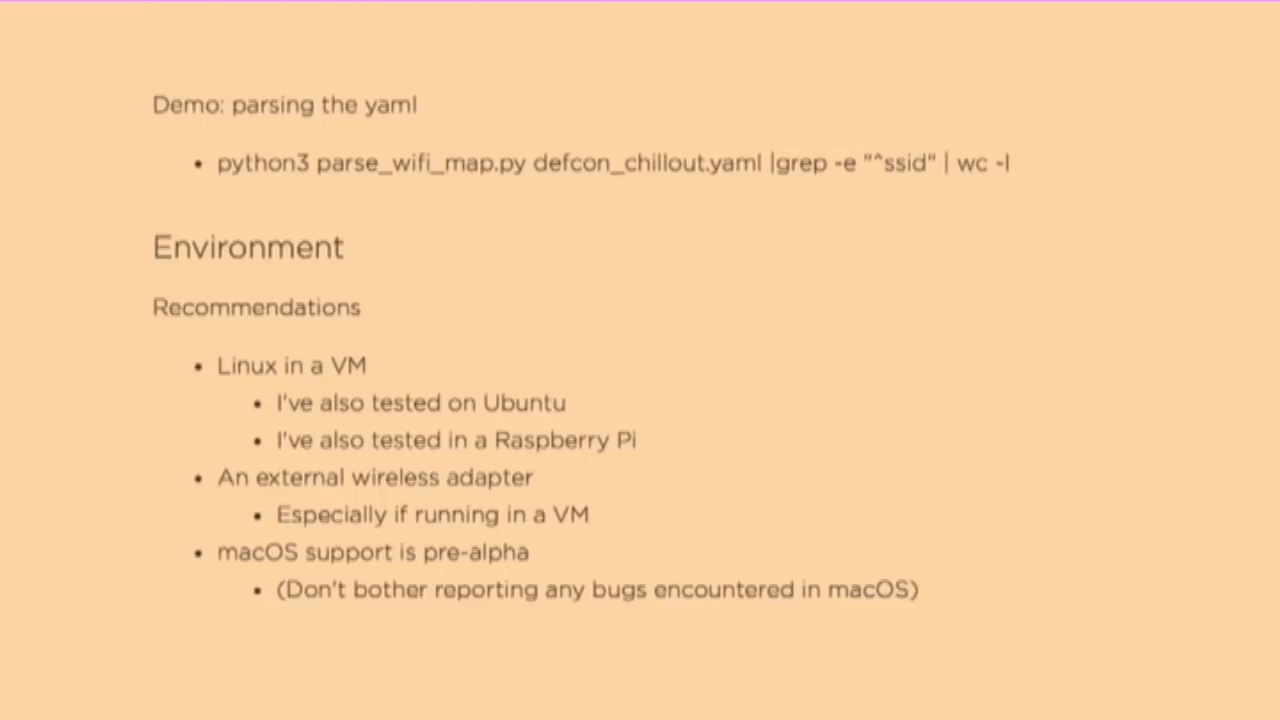 Demo: parsing the yaml
• python3 parse_wifi_map.py defcon_chillout.yaml |grep -e "^ssid" | wc -l
Environment
Recommendations
• Linux in a VM
• I've also tested on Ubuntu
• I've also tested in a Raspberry Pi
• An external wireless adapter
• Especially if running in a VM
• macOS support is pre-alpha
• (Don't bother reporting any bugs encountered in macOS)